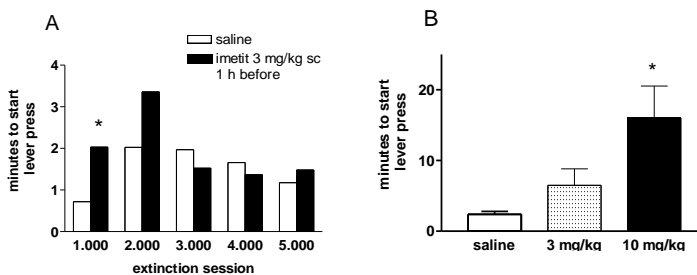 A
saline
imetit 3 mg/kg sc
1 h before
minutes to start
lever press
4
3
2
1
0
*
1.000 2.000 3.000 4.000 5.000
extinction session
B
minutes to start
lever press
20
10
0
*
saline 3 mg/kg 10 mg/kg